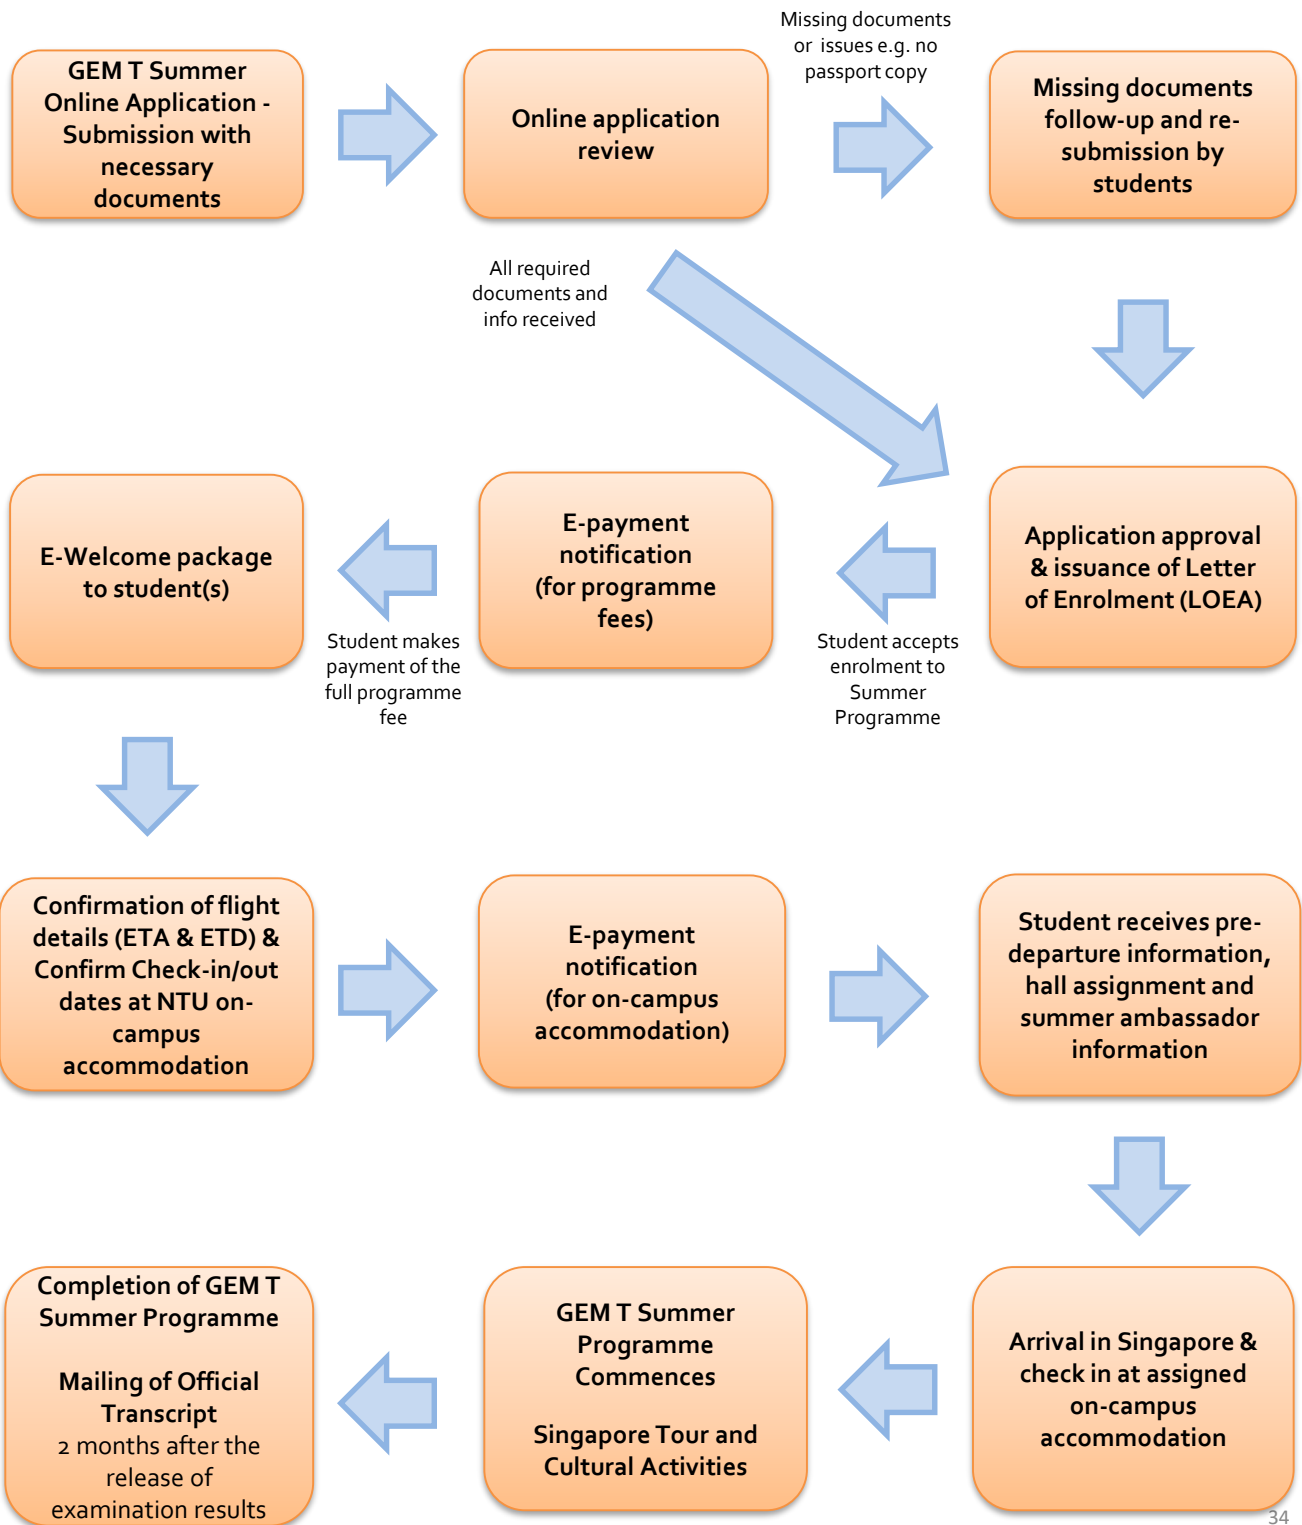 GEM T Summer
Online Application -
Submission with
necessary
documents
Online application
review
Missing documents
or issues e.g. no
passport copy
Missing documents
follow-up and re-
submission by
students
All required
documents and
info received
Application approval
& issuance of Letter
of Enrolment (LOEA)
Student accepts
enrolment to
Summer
Programme
E-payment
notification
(for programme
fees)
Student makes
payment of the
full programme
fee
E-Welcome package
to student(s)
Confirmation of flight
details (ETA & ETD) &
Confirm Check-in/out
dates at NTU on-
campus
accommodation
E-payment
notification
(for on-campus
accommodation)
Student receives pre-
departure information,
hall assignment and
summer ambassador
information
Arrival in Singapore &
check in at assigned
on-campus
accommodation
GEM T Summer
Programme
Commences
Singapore Tour and
Cultural Activities
Completion of GEM T
Summer Programme
Mailing of Official
Transcript
2 months after the
release of
examination results
34